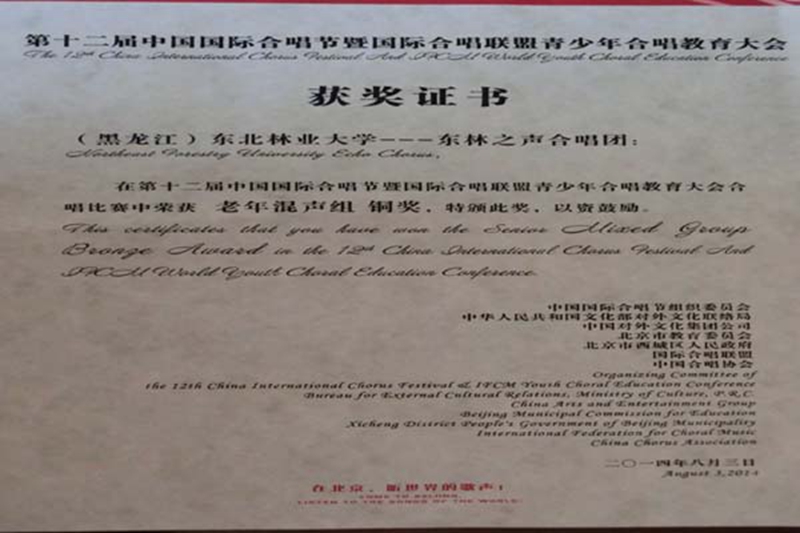 第十二届中国国际合唱节暨国际合唱联盟青少年合唱教育大会
The 12th China International Chorus Festival And IFCM World Youth Choral Education Conference
获奖证书
（黑龙江）东北林业大学---东林之声合唱团：
Northeast Forestry University Echo Chorus,
在第十二届中国国际合唱节暨国际合唱联盟青少年合唱教育大会合
唱比赛中荣获 老年混声组 铜奖，特颁此奖，以资鼓励。
This certificates that you have won the Senior Mixed Group
Bronze Award in the 12th China International Chorus Festival And
IFCM World Youth Choral Education Conference.
中国国际合唱节组织委员会
中华人民共和国文化部对外文化联络局
中国对外文化集团公司
北京市教育委员会
北京市西城区人民政府
国际合唱联盟
中国合唱协会
Organizing Committee of
the 12th China International Chorus Festival & IFCM Youth Choral Education Conference
Bureau for External Cultural Relations, Ministry of Culture, P.R.C.
China Arts and Entertainment Group
Beijing Municipal Commission for Education
Xicheng District People's Government of Beijing Municipality
International Federation for Choral Music
China Chorus Association
二〇一四年八月三日
August 3,2014
在北京，听世界的歌声！
COME TO BEIJING,
LISTEN TO THE SONGS OF THE WORLD!